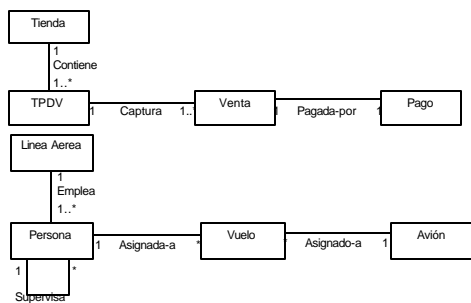 Tienda
1
Contiene
1..*
TPDV Venta Pago
1 Captura 1.. 1 Pagada-por 1
Linea Aerea
1
Emplea
1..*
Persona Vuelo Avión
1 Asignada-a * * Asignado-a 1
1 *
Supervisa